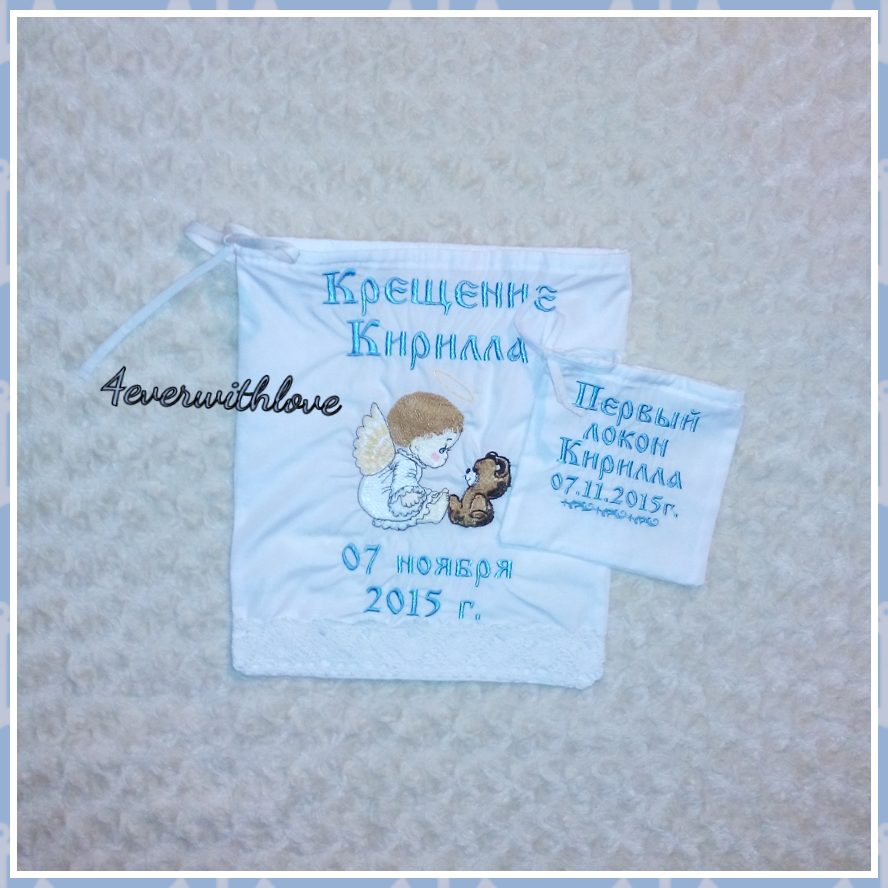 Крещение
Кирилла
4everwithlove
07 ноября
2015 г.
Первый
локон
Кирилла
07.11.2015г.